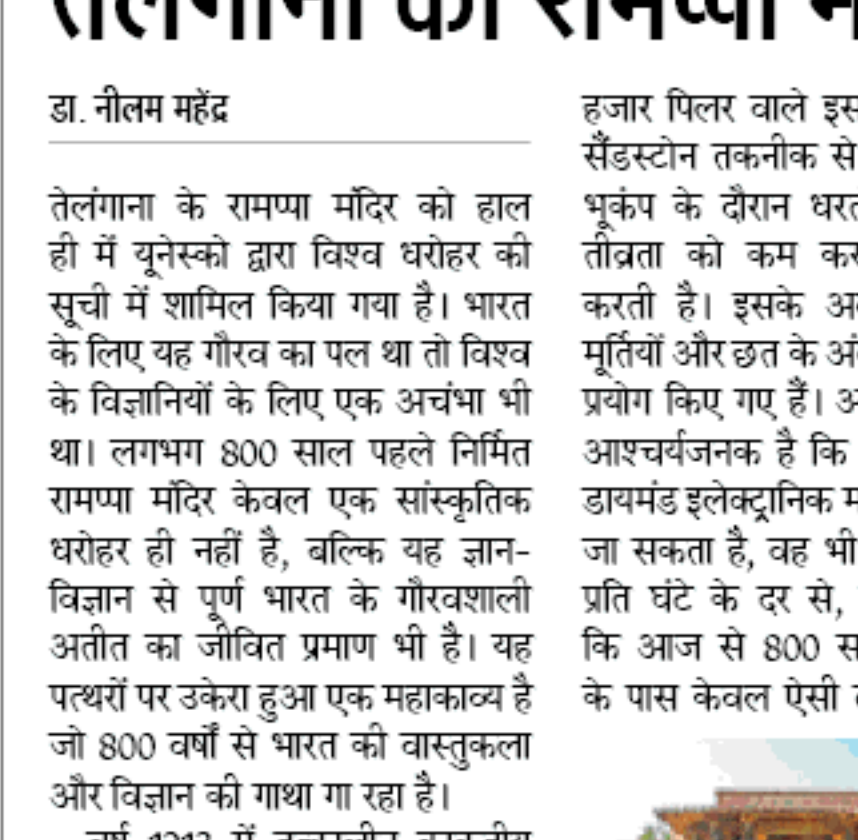 तेलंगाना का रामप्पा
डा. नीलम महेंद्र
तेलंगाना के रामप्पा मंदिर को हाल
ही में यूनेस्को द्वारा विश्व धरोहर की
सूची में शामिल किया गया है। भारत
के लिए यह गौरव का पल था तो विश्व
के विज्ञानियों के लिए एक अचंभा भी
था। लगभग 800 साल पहले निर्मित
रामप्पा मंदिर केवल एक सांस्कृतिक
धरोहर ही नहीं है, बल्कि यह ज्ञान-
विज्ञान से पूर्ण भारत के गौरवशाली
अतीत का जीवित प्रमाण भी है। यह
पत्थरों पर उकेरा हुआ एक महाकाव्य है
जो 800 वर्षों से भारत की वास्तुकला
और विज्ञान की गाथा गा रहा है।
वर्ष 1213 में
हजार पिलर वाले इस
सैंडस्टोन तकनीक से
भूकंप के दौरान
तीव्रता को कम
करती है। इसके
मूर्तियों और छत के
प्रयोग किए गए हैं।
आश्चर्यजनक है कि
डायमंड इलेक्ट्रानिक
जा सकता है, वह भी
प्रति घंटे के दर से,
कि आज से 800
के पास केवल ऐसी